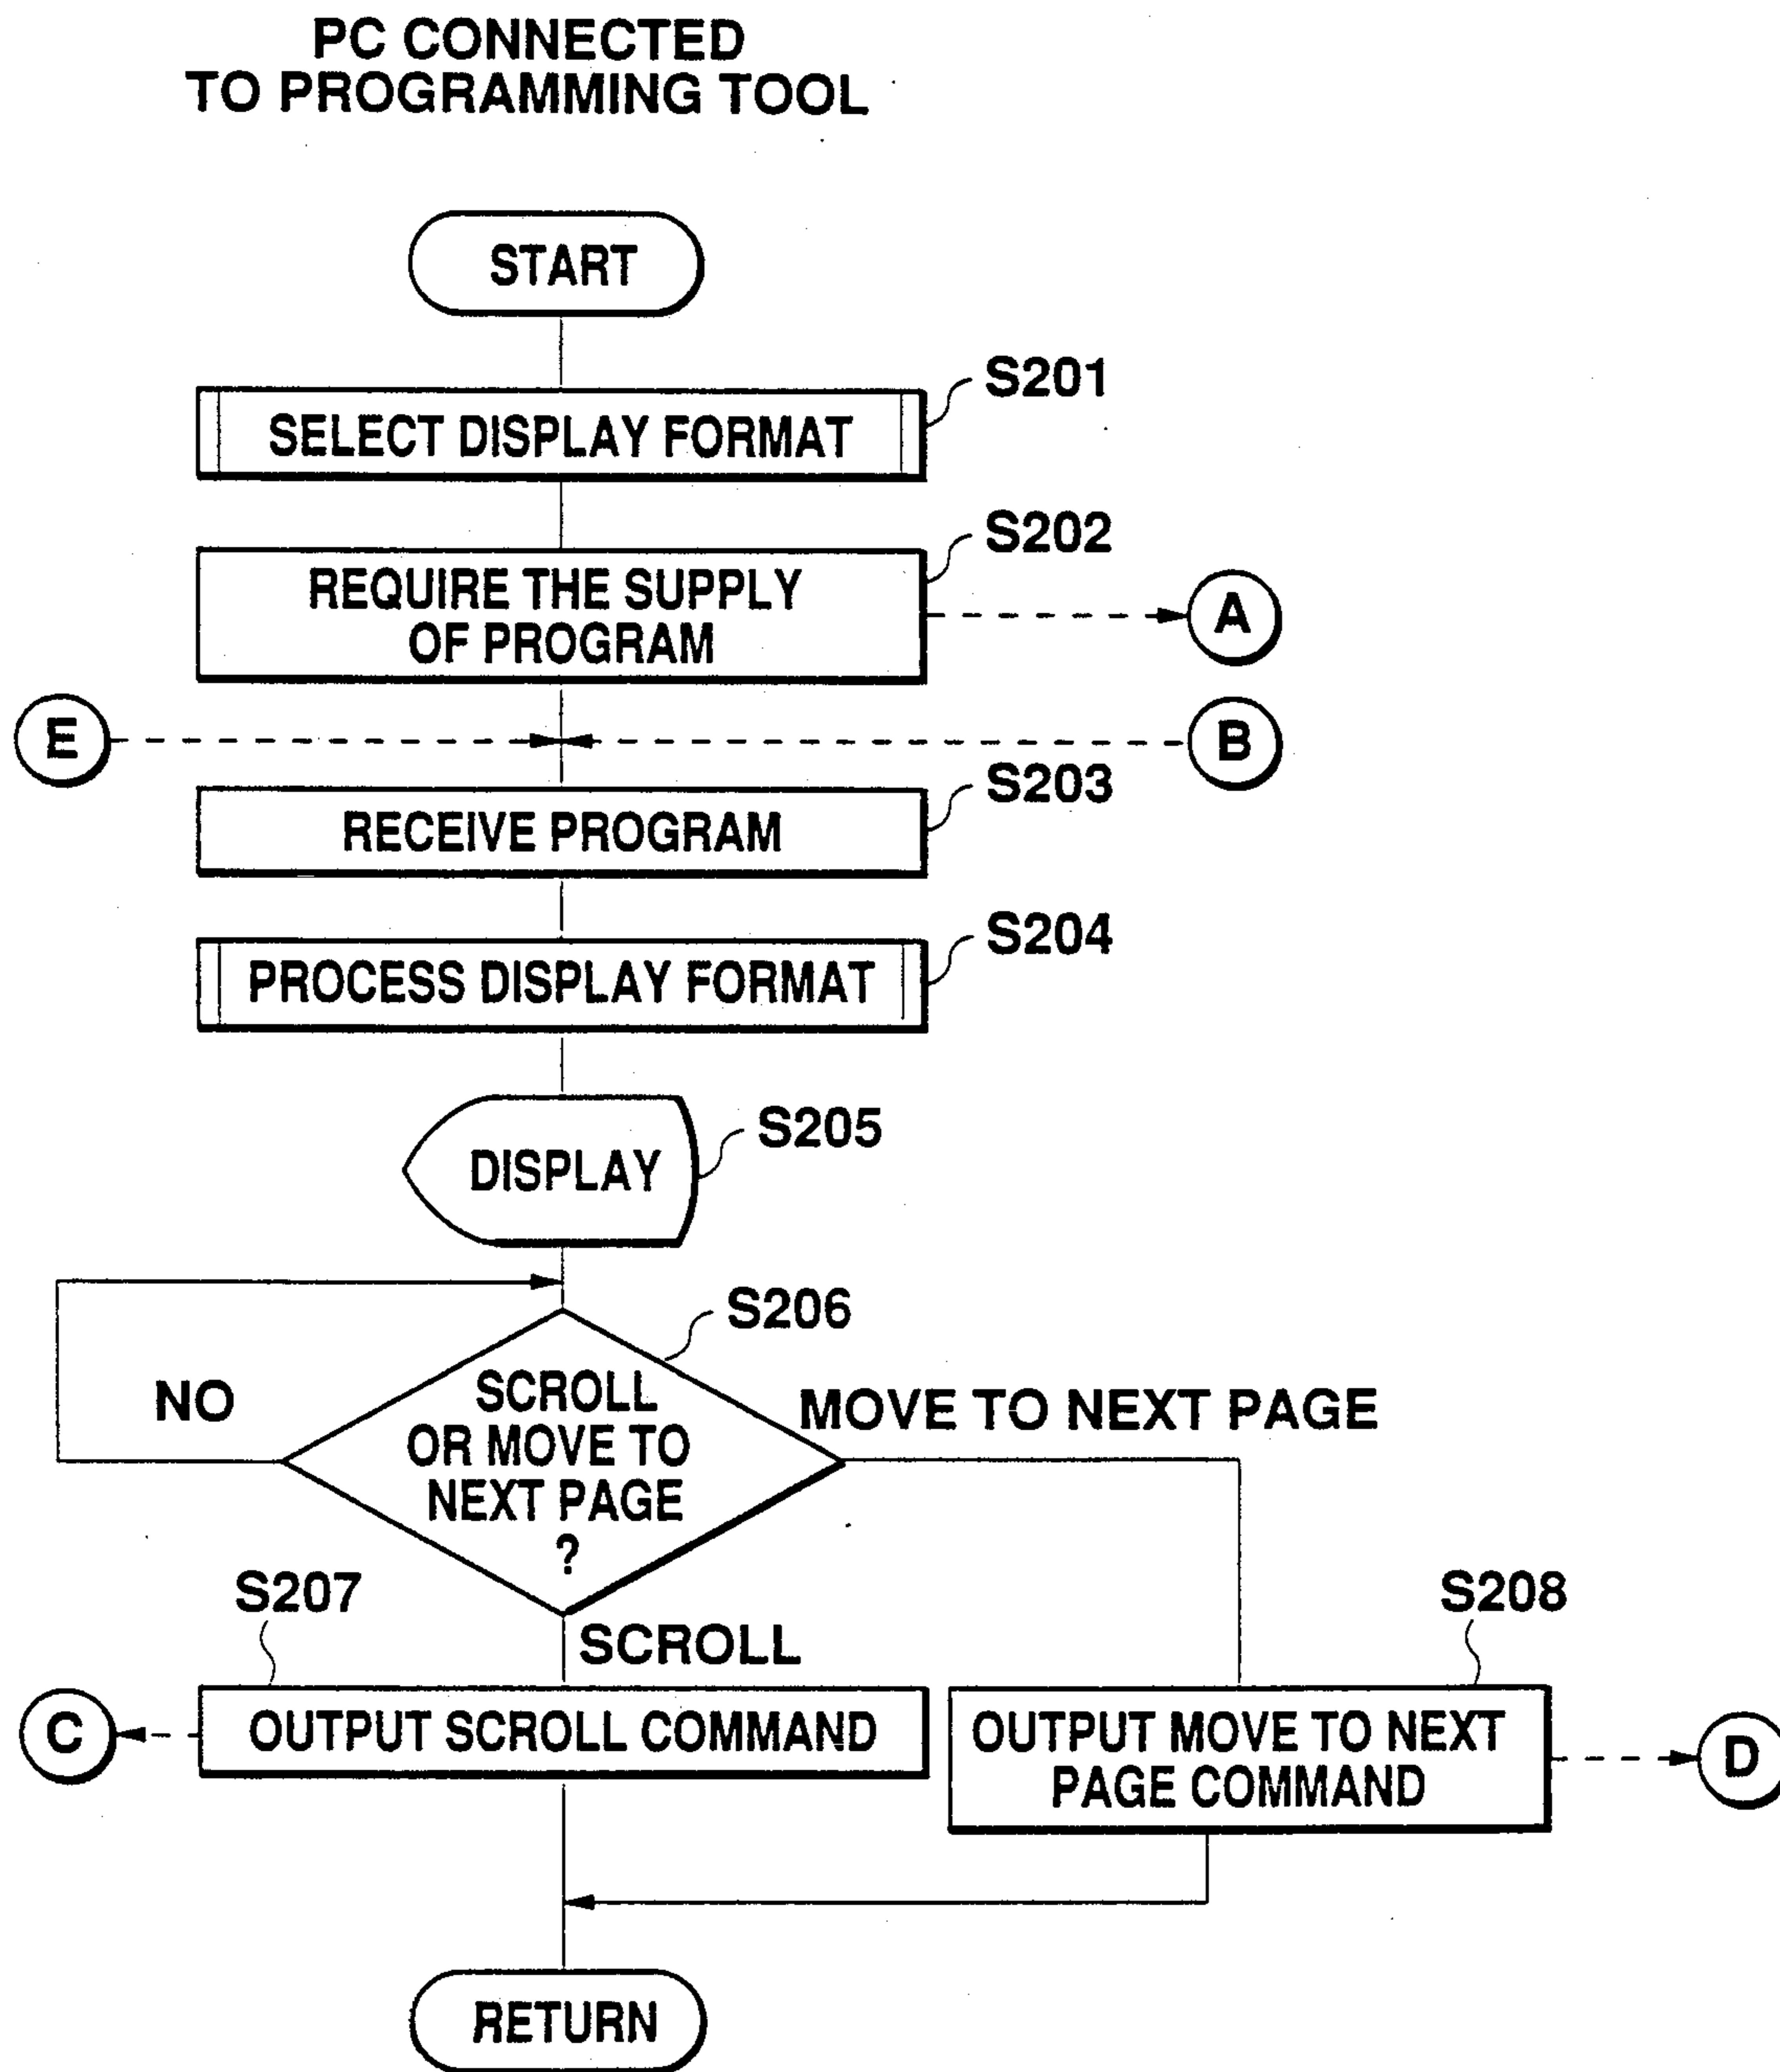 PC CONNECTED
TO PROGRAMMING TOOL
START
S201
SELECT DISPLAY FORMAT
S202
REQUIRE THE SUPPLY
OF PROGRAM
A
E
B
S203
RECEIVE PROGRAM
S204
PROCESS DISPLAY FORMAT
S205
DISPLAY
S206
NO
SCROLL
OR MOVE TO
NEXT PAGE
?
MOVE TO NEXT PAGE
S207
SCROLL
S208
C
OUTPUT SCROLL COMMAND
OUTPUT MOVE TO NEXT
PAGE COMMAND
D
RETURN